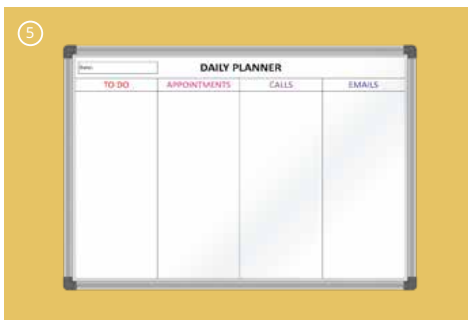 5
Date:
DAILY PLANNER
TO DO APPOINTMENTS CALLS EMAILS